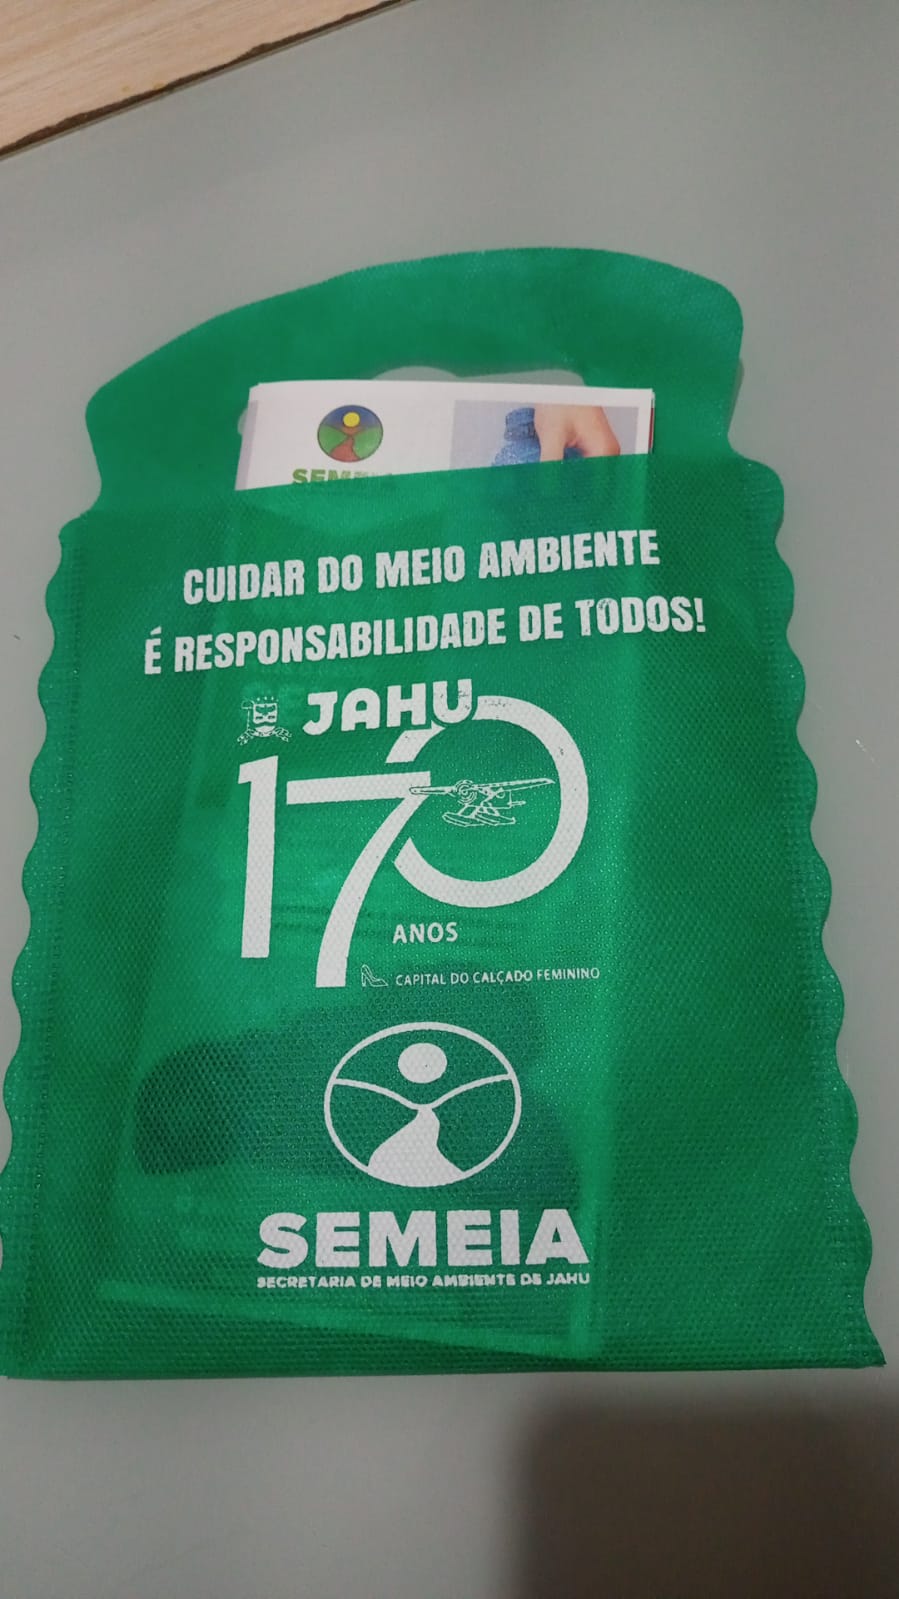 SEMEIA
CUIDAR DO MEIO AMBIENTE
É RESPONSABILIDADE DE TODOS!
JAHU
170
ANOS
CAPITAL DO CALÇADO FEMININO
SEMEIA
SECRETARIA DE MEIO AMBIENTE DE JAHU